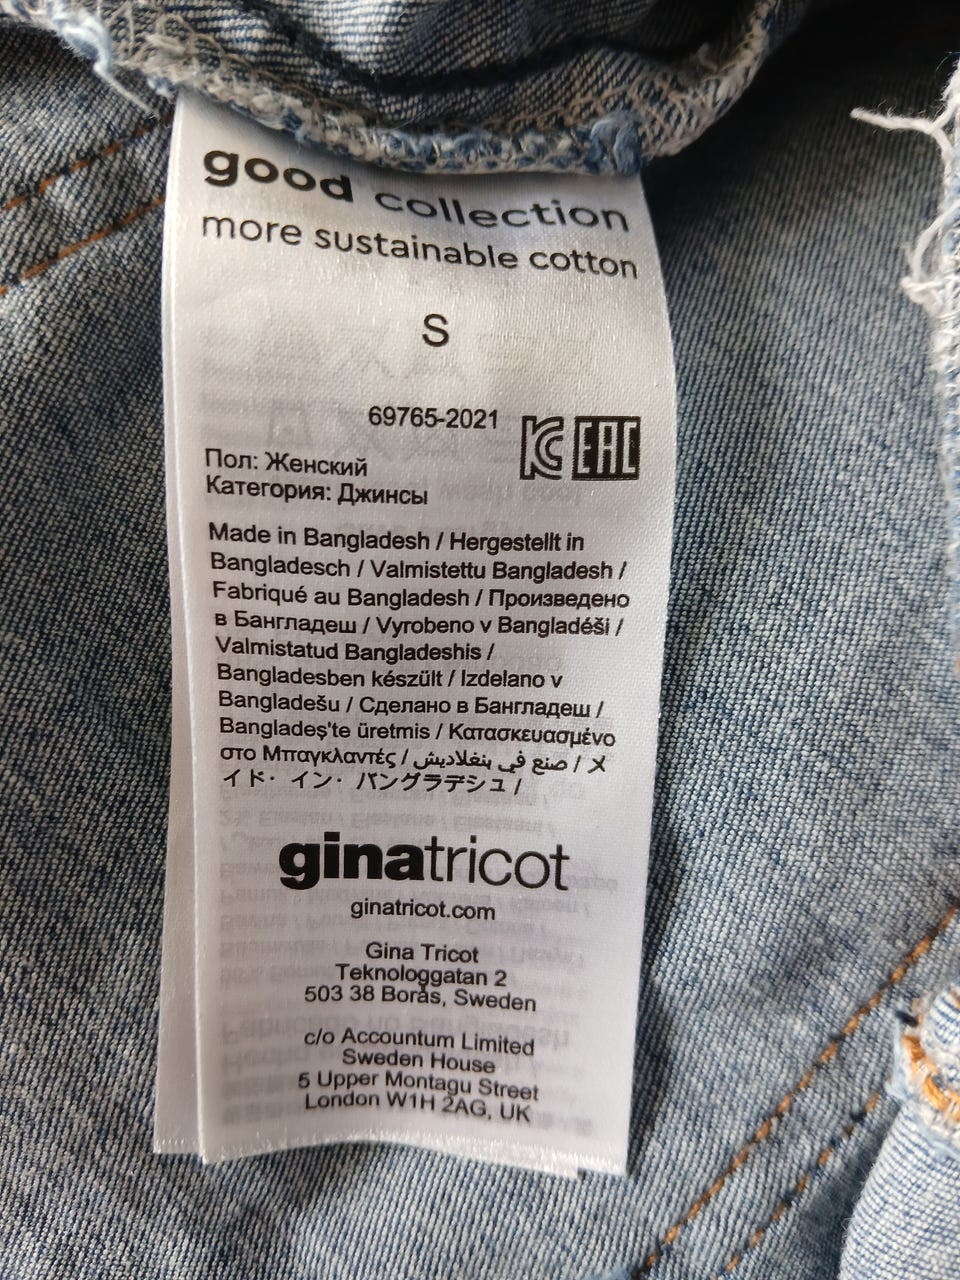 good collection
more sustainable cotton
S
69765-2021
KC EAC
Пол: Женский
Категория: Джинсы
Made in Bangladesh / Hergestellt in
Bangladesch / Valmistettu Bangladesh /
Fabriqué au Bangladesh / Произведено
в Бангладеш / Vyrobeno v Bangladéši /
Valmistatud Bangladeshis /
Bangladesben készült / Izdelano v
Bangladešu / Сделано в Бангладеш /
Bangladeş'te üretmis / Κατασκευασμένο
στο Μπαγκλαντές / صنع في بنغلاديش / メ
イド・イン・バングラデシュ /
ginatricot
ginatricot.com
Gina Tricot
Teknologgatan 2
503 38 Borås, Sweden
c/o Accountum Limited
Sweden House
5 Upper Montagu Street
London W1H 2AG, UK